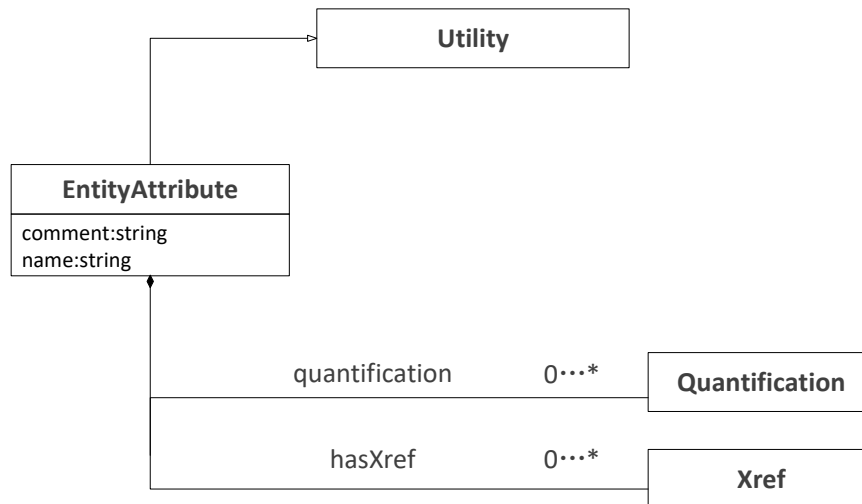 Utility
EntityAttribute
comment:string
name:string
quantification 0···*
Quantification
hasXref 0···*
Xref